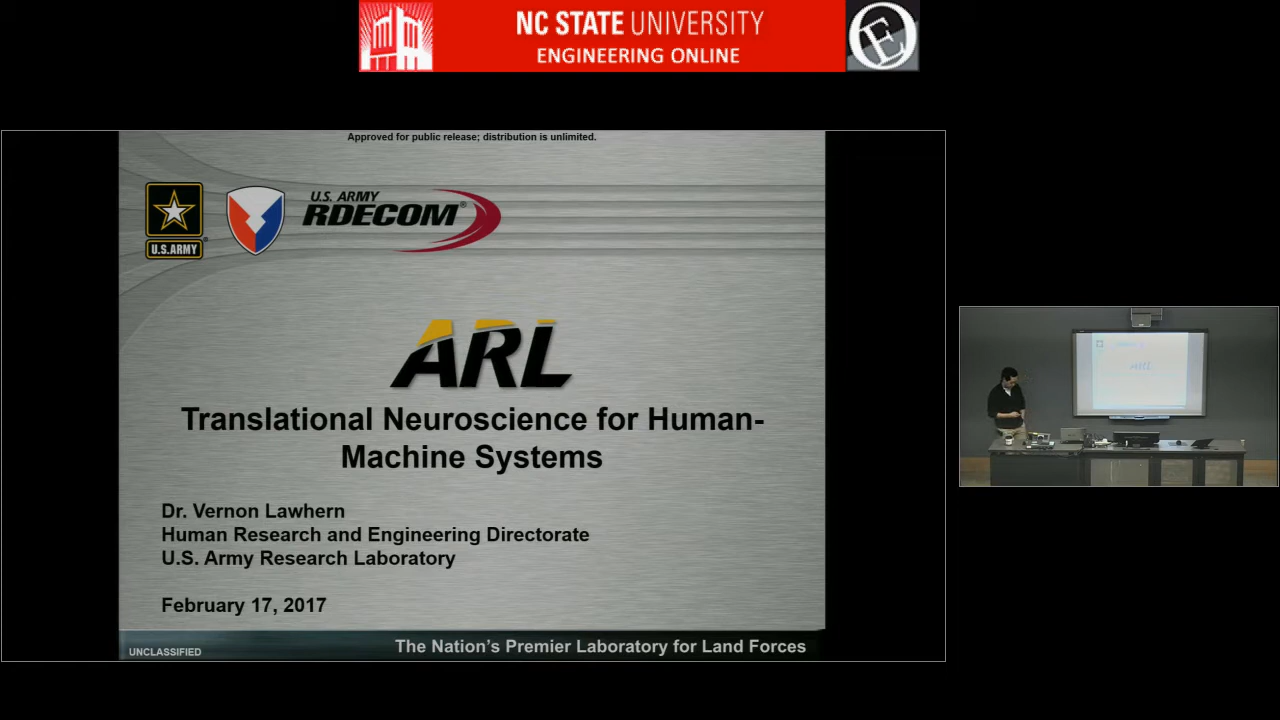 NC STATE UNIVERSITY
ENGINEERING ONLINE
Approved for public release; distribution is unlimited.
U.S. ARMY
RDECOM®
U.S.ARMY
ARL
Translational Neuroscience for Human-
Machine Systems
Dr. Vernon Lawhern
Human Research and Engineering Directorate
U.S. Army Research Laboratory
February 17, 2017
UNCLASSIFIED
The Nation's Premier Laboratory for Land Forces
ARL